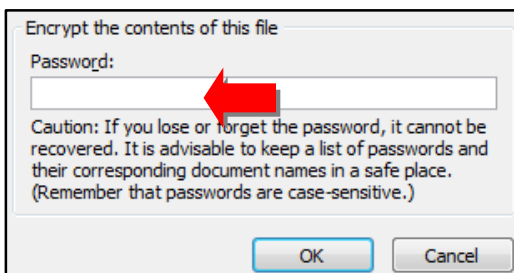 Encrypt the contents of this file
Password:
Caution: If you lose or forget the password, it cannot be
recovered. It is advisable to keep a list of passwords and
their corresponding document names in a safe place.
(Remember that passwords are case-sensitive.)
OK
Cancel